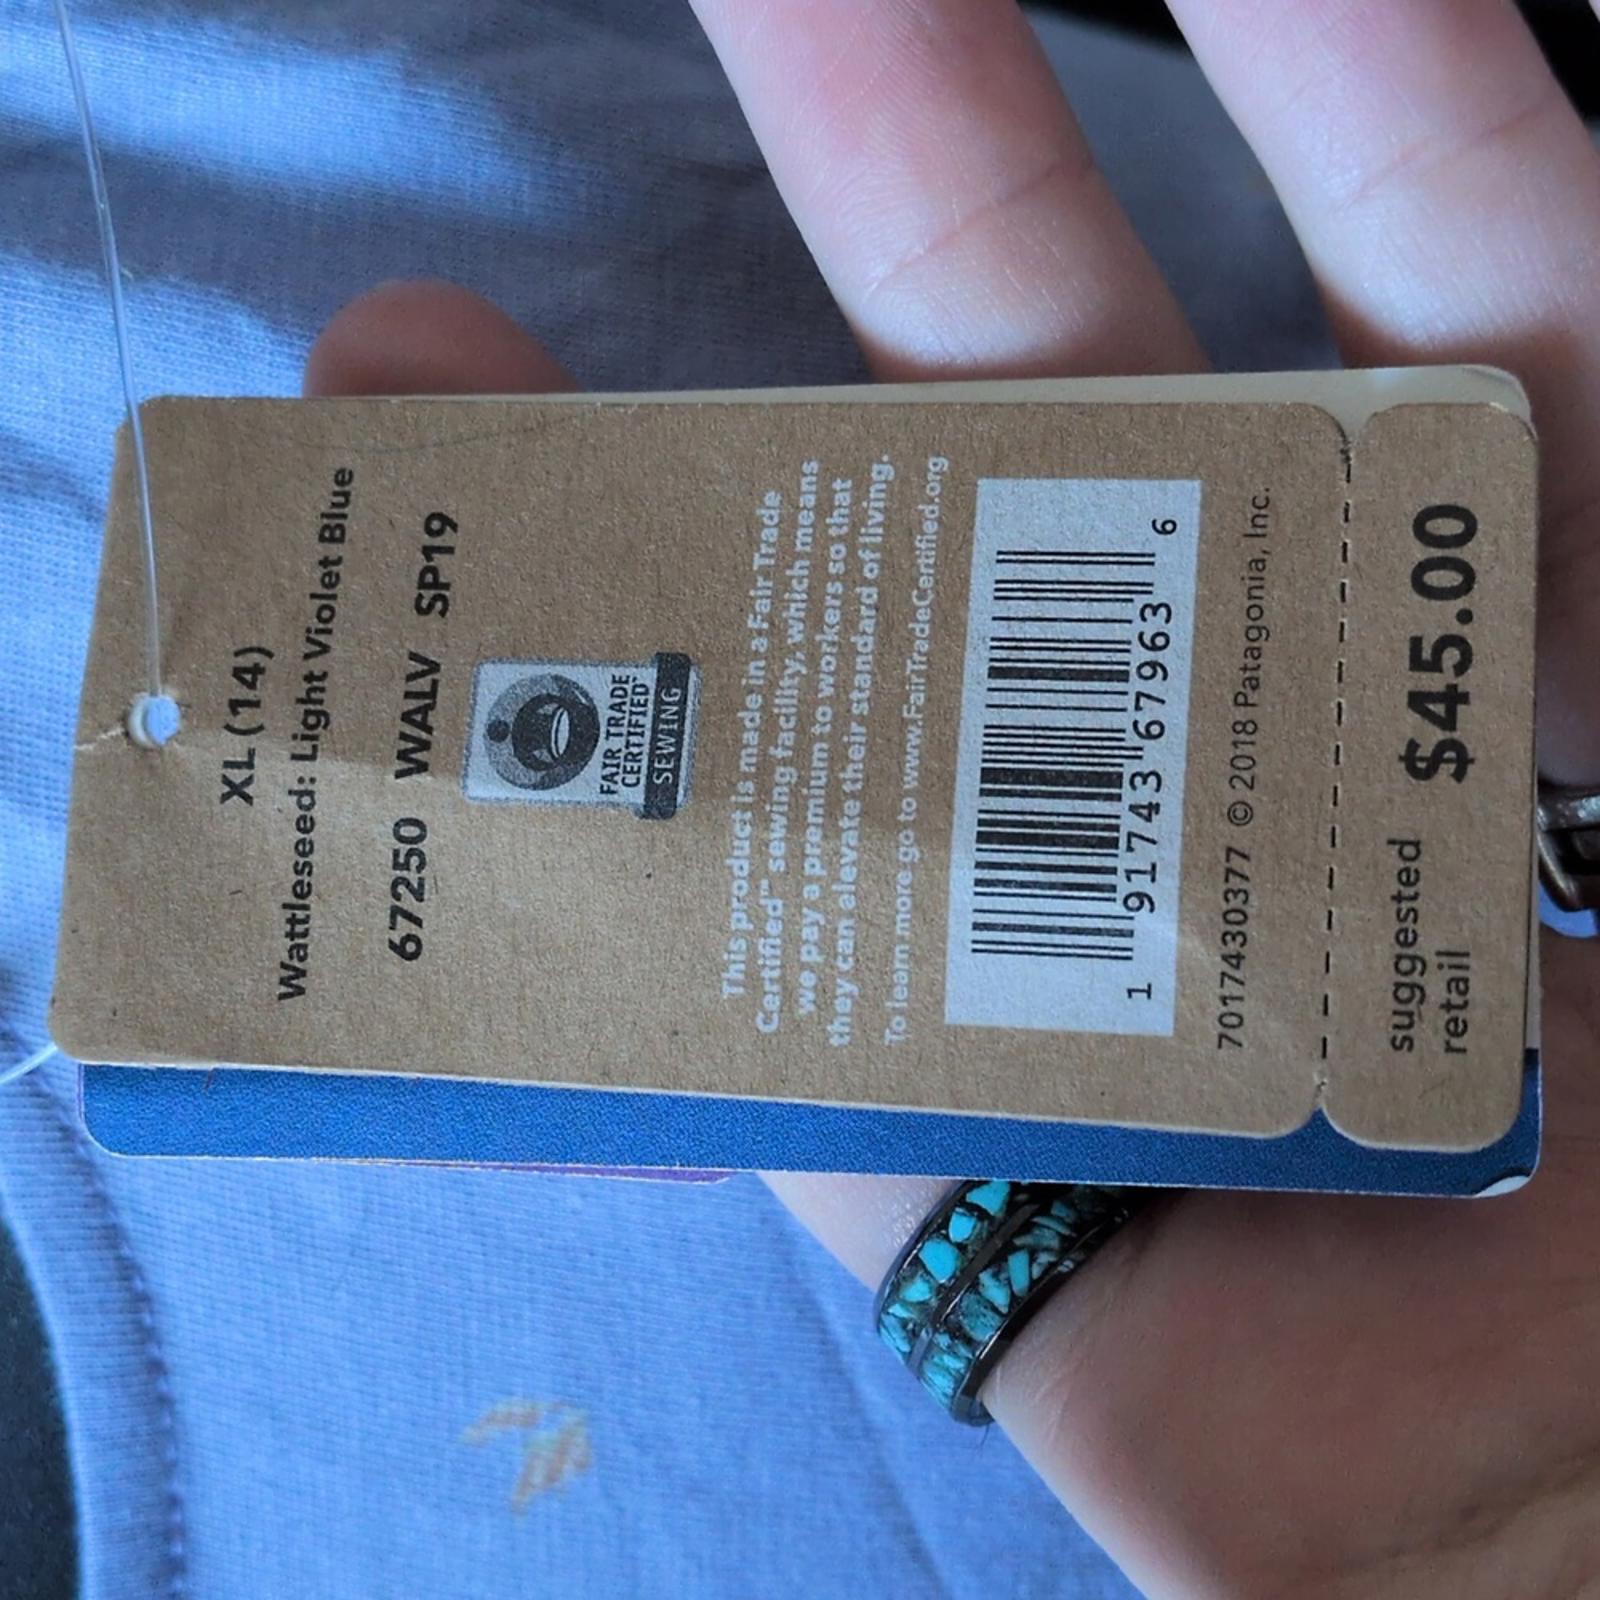 XL (14)
Wattleseed: Light Violet Blue
67250 WALV SP19
FAIR TRADE
CERTIFIED™
SEWING
This product is made in a Fair Trade
Certified™ sewing facility, which means
we pay a premium to workers so that
they can elevate their standard of living.
To learn more go to www.FairTradeCertified.org
1 91743 67963 6
7017430377 © 2018 Patagonia, Inc.
suggested
retail
$45.00